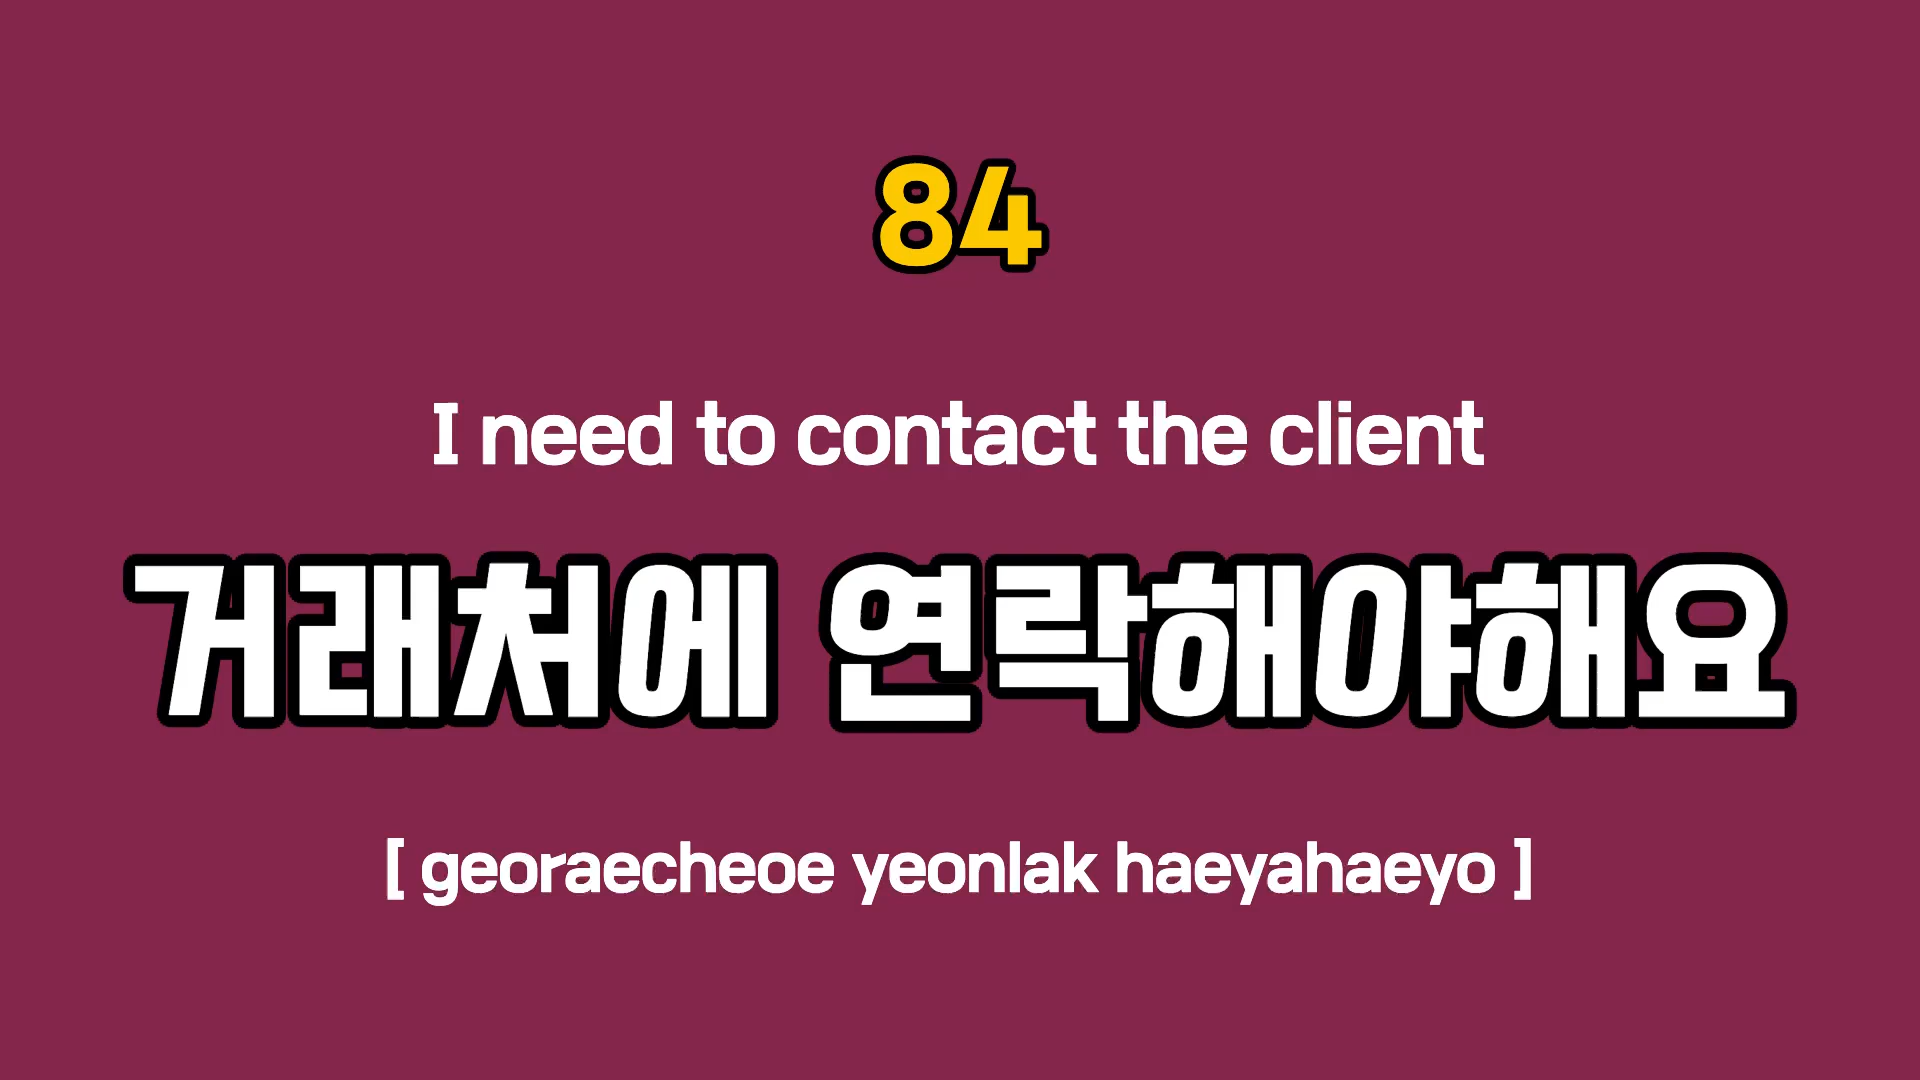 84
I need to contact the client
거래처에 연락해야해요
[ georaecheoe yeonlak haeyahaeyo ]